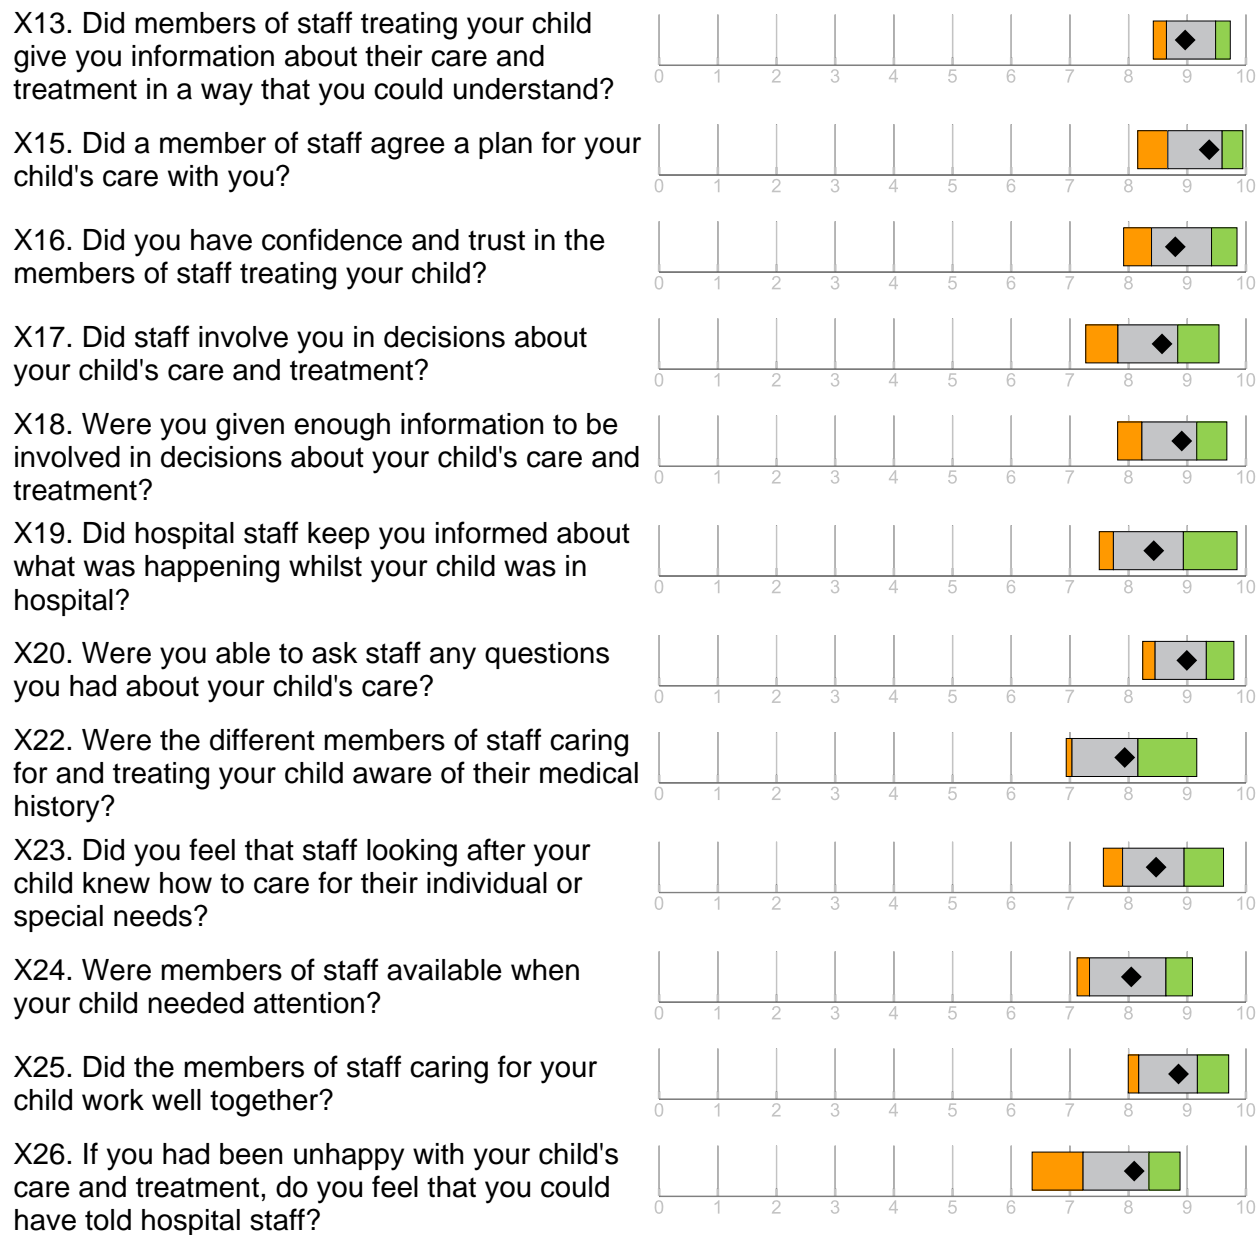 X13. Did members of staff treating your child
give you information about their care and
treatment in a way that you could understand?
0 1 2 3 4 5 6 7 8 9 10
X15. Did a member of staff agree a plan for your
child's care with you?
0 1 2 3 4 5 6 7 8 9 10
X16. Did you have confidence and trust in the
members of staff treating your child?
0 1 2 3 4 5 6 7 8 9 10
X17. Did staff involve you in decisions about
your child's care and treatment?
0 1 2 3 4 5 6 7 8 9 10
X18. Were you given enough information to be
involved in decisions about your child's care and
treatment?
0 1 2 3 4 5 6 7 8 9 10
X19. Did hospital staff keep you informed about
what was happening whilst your child was in
hospital?
0 1 2 3 4 5 6 7 8 9 10
X20. Were you able to ask staff any questions
you had about your child's care?
0 1 2 3 4 5 6 7 8 9 10
X22. Were the different members of staff caring
for and treating your child aware of their medical
history?
0 1 2 3 4 5 6 7 8 9 10
X23. Did you feel that staff looking after your
child knew how to care for their individual or
special needs?
0 1 2 3 4 5 6 7 8 9 10
X24. Were members of staff available when
your child needed attention?
0 1 2 3 4 5 6 7 8 9 10
X25. Did the members of staff caring for your
child work well together?
0 1 2 3 4 5 6 7 8 9 10
X26. If you had been unhappy with your child's
care and treatment, do you feel that you could
have told hospital staff?
0 1 2 3 4 5 6 7 8 9 10